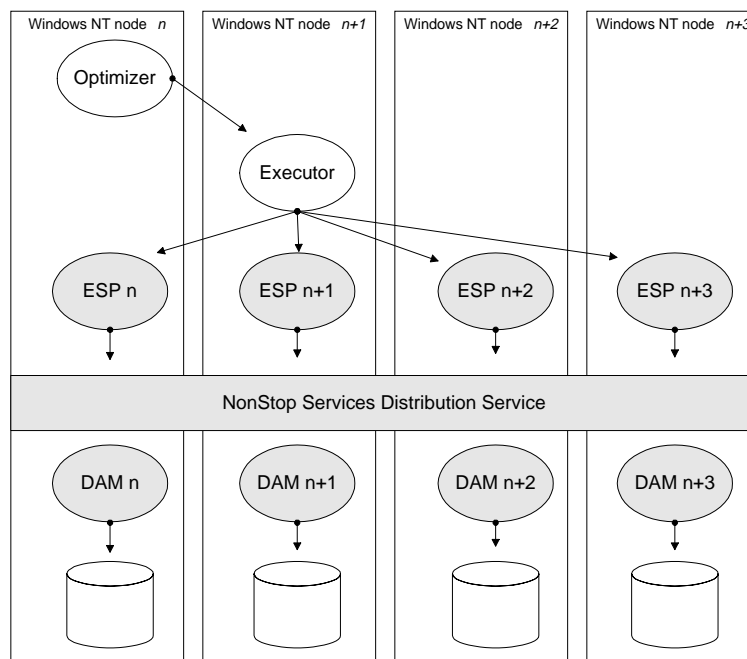 Windows NT node n
Windows NT node n+1
Windows NT node n+2
Windows NT node n+3
Optimizer
Executor
ESP n
ESP n+1
ESP n+2
ESP n+3
NonStop Services Distribution Service
DAM n
DAM n+1
DAM n+2
DAM n+3